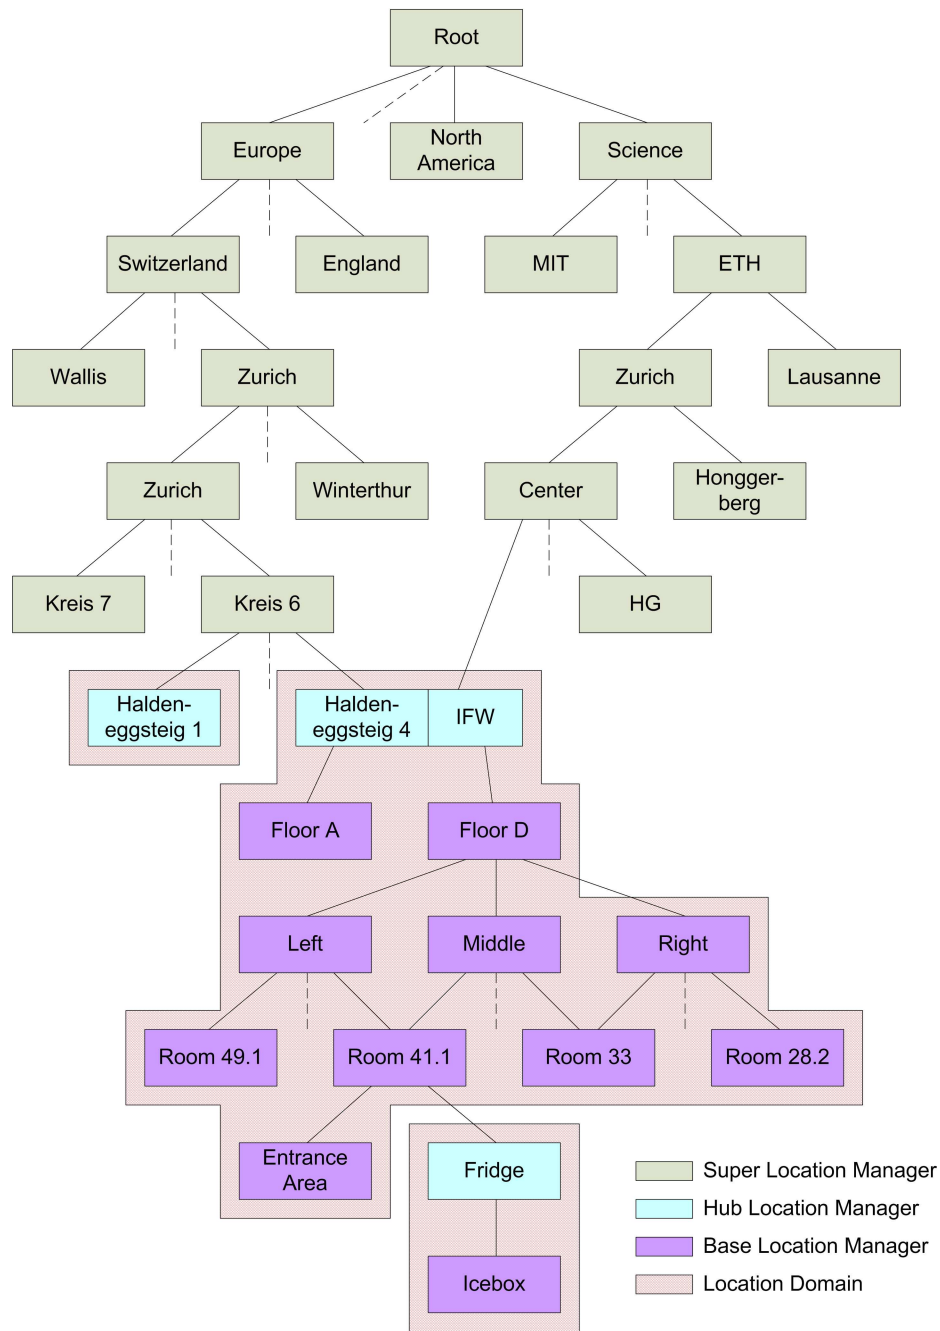 Root
Europe
North
America
Science
Switzerland
England
MIT
ETH
Wallis
Zurich
Zurich
Lausanne
Zurich
Winterthur
Center
Hongger-
berg
Kreis 7
Kreis 6
HG
Halden-
eggsteig 1
Halden-
eggsteig 4
IFW
Floor A
Floor D
Left
Middle
Right
Room 49.1
Room 41.1
Room 33
Room 28.2
Entrance
Area
Fridge
Icebox
Super Location Manager
Hub Location Manager
Base Location Manager
Location Domain